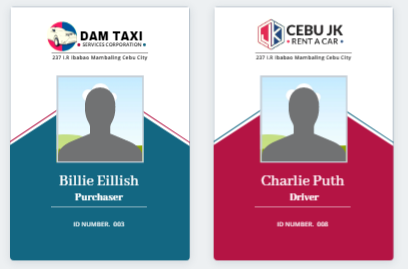 DAM TAXI
SERVICES CORPORATION
237 I.R Ibabao Mambaling Cebu City
Billie Eillish
Purchaser
ID NUMBER. 003
CEBU JK
• RENT A CAR •
237 I.R Ibabao Mambaling Cebu City
Charlie Puth
Driver
ID NUMBER. 008